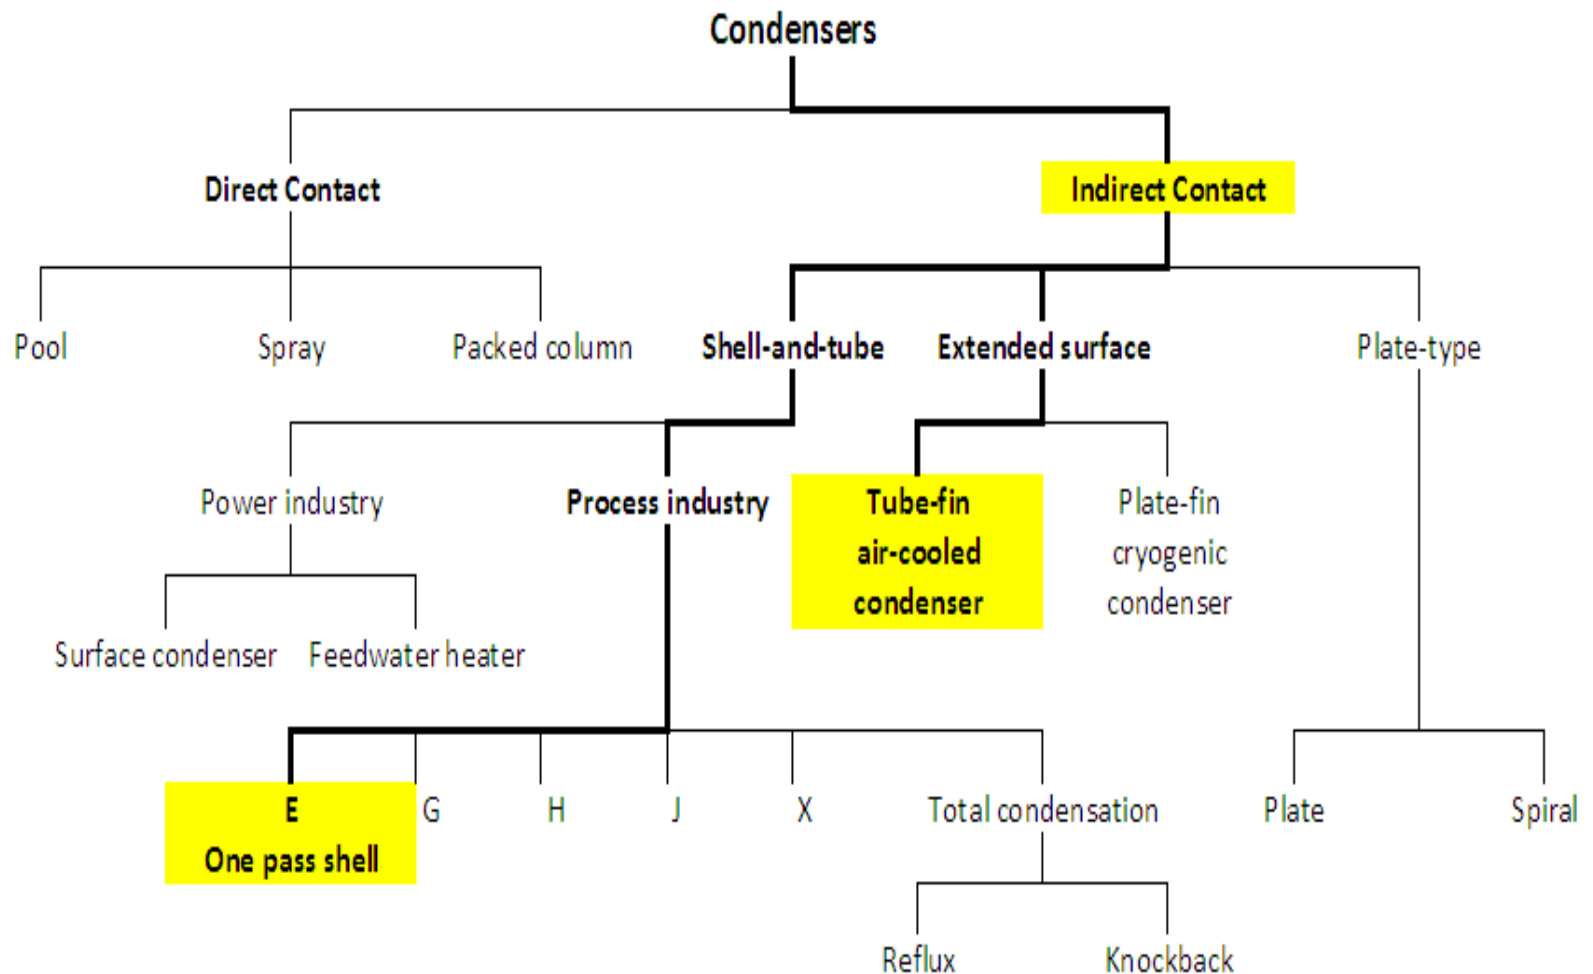 Condensers
Direct Contact
Indirect Contact
Pool
Spray
Packed column
Shell-and-tube
Extended surface
Plate-type
Power industry
Process industry
Tube-fin
air-cooled
condenser
Plate-fin
cryogenic
condenser
Surface condenser
Feedwater heater
E
One pass shell
G
H
J
X
Total condensation
Plate
Spiral
Reflux
Knockback